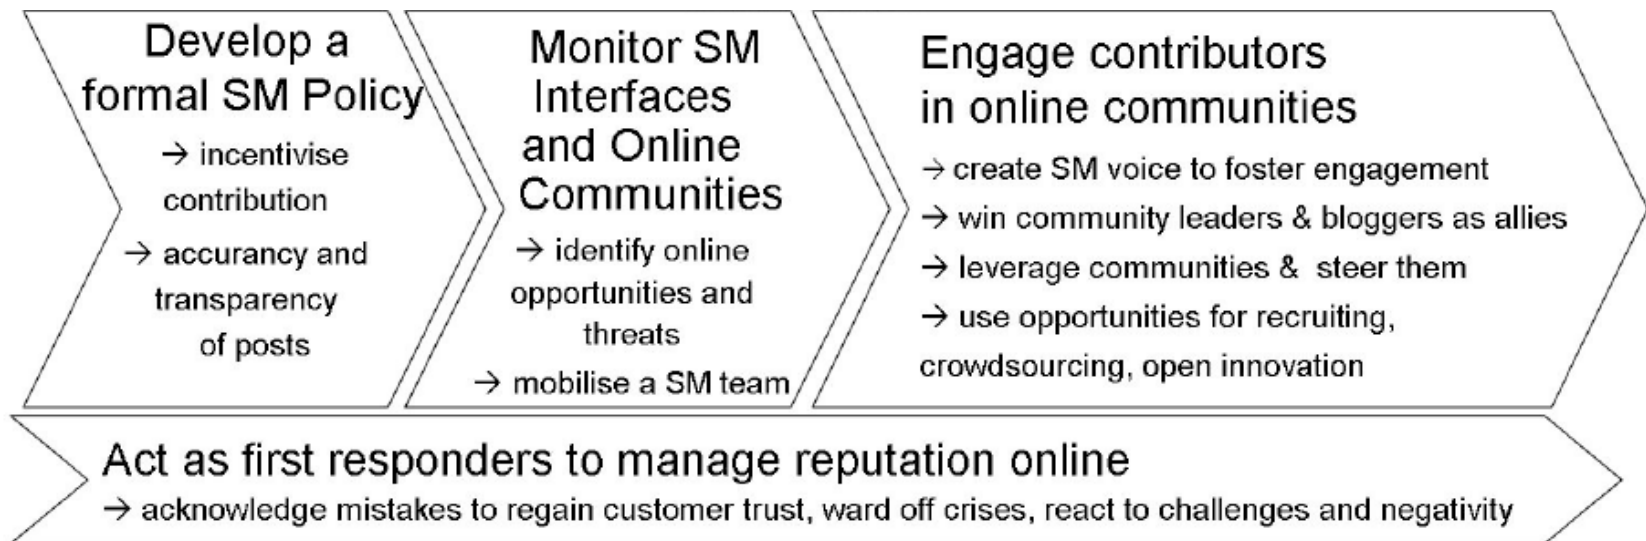 Develop a
formal SM Policy
→ incentivise
contribution
→ accurancy and
transparency
of posts
Monitor SM
Interfaces
and Online
Communities
→ identify online
opportunities and
threats
→ mobilise a SM team
Engage contributors
in online communities
→ create SM voice to foster engagement
→ win community leaders & bloggers as allies
→ leverage communities & steer them
→ use opportunities for recruiting,
crowdsourcing, open innovation
Act as first responders to manage reputation online
→ acknowledge mistakes to regain customer trust, ward off crises, react to challenges and negativity